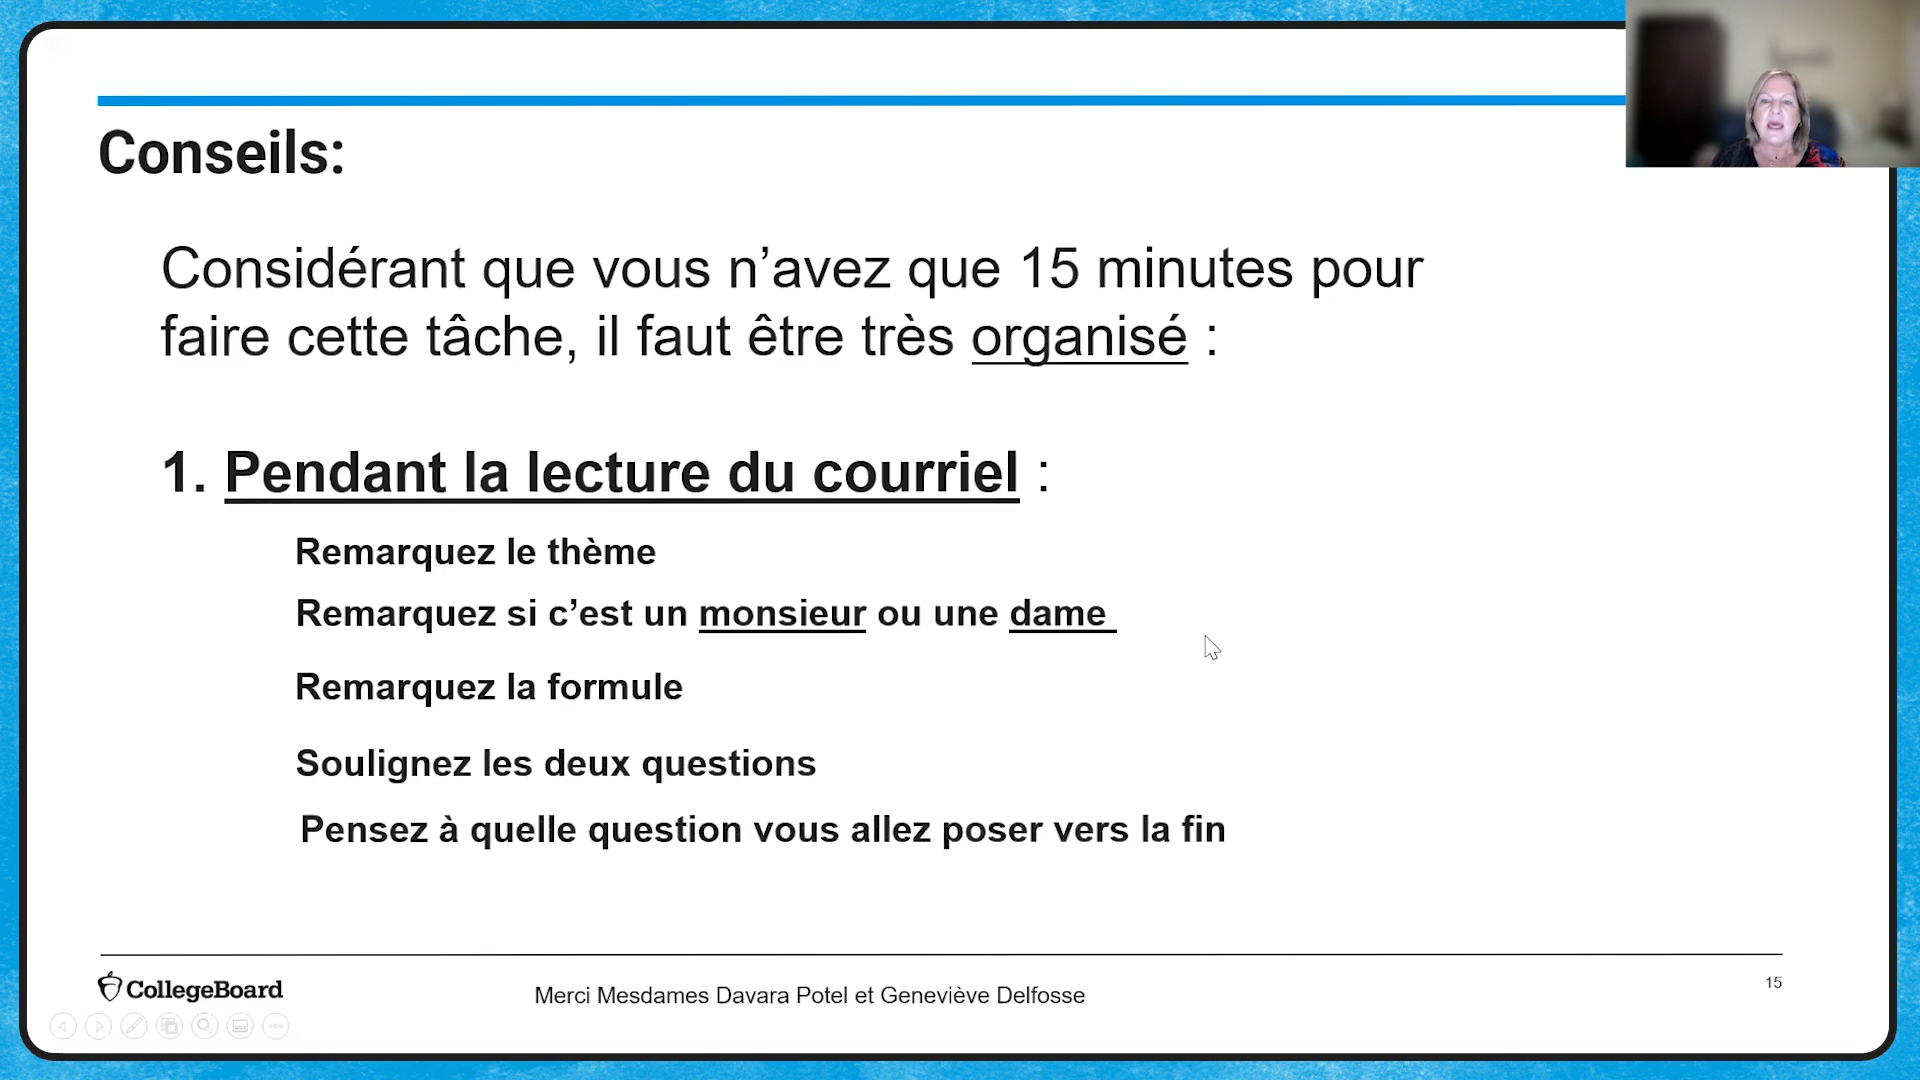 Conseils:
Considérant que vous n’avez que 15 minutes pour
faire cette tâche, il faut être très organisé :
1. Pendant la lecture du courriel :
Remarquez le thème
Remarquez si c’est un monsieur ou une dame
Remarquez la formule
Soulignez les deux questions
Pensez à quelle question vous allez poser vers la fin
CollegeBoard
Merci Mesdames Davara Potel et Geneviève Delfosse
15